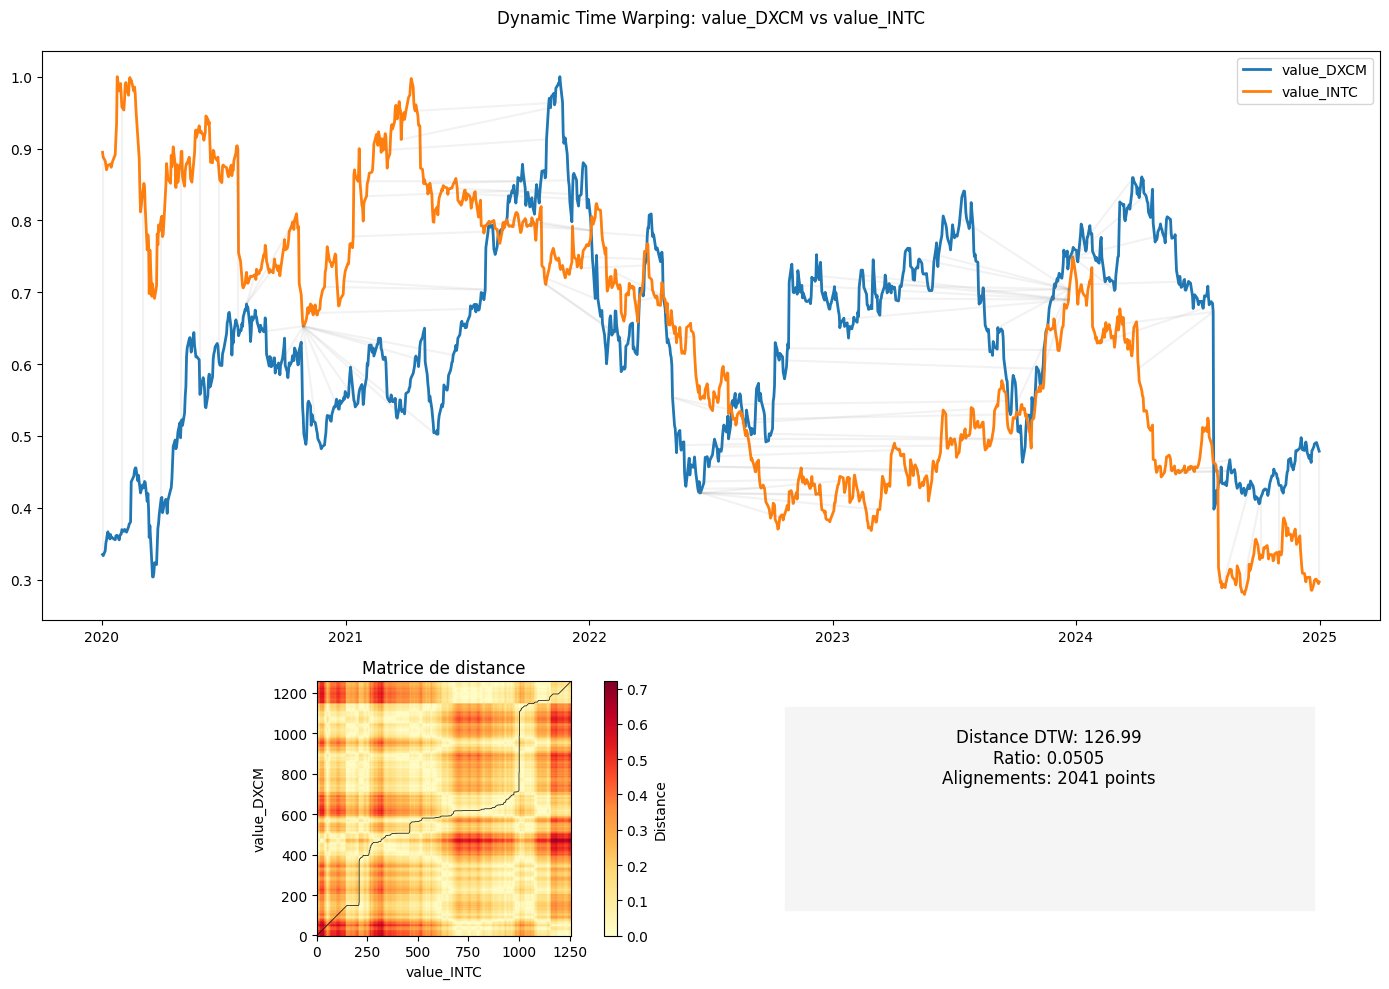 Dynamic Time Warping: value_DXCM vs value_INTC
value_DXCM
value_INTC
1.0
0.9
0.8
0.7
0.6
0.5
0.4
0.3
2020 2021 2022 2023 2024 2025
Matrice de distance
value_DXCM
1200
1000
800
600
400
200
0
0 250 500 750 1000 1250
value_INTC
0.7
0.6
0.5
0.4
0.3
0.2
0.1
0.0
Distance
Distance DTW: 126.99
Ratio: 0.0505
Alignements: 2041 points